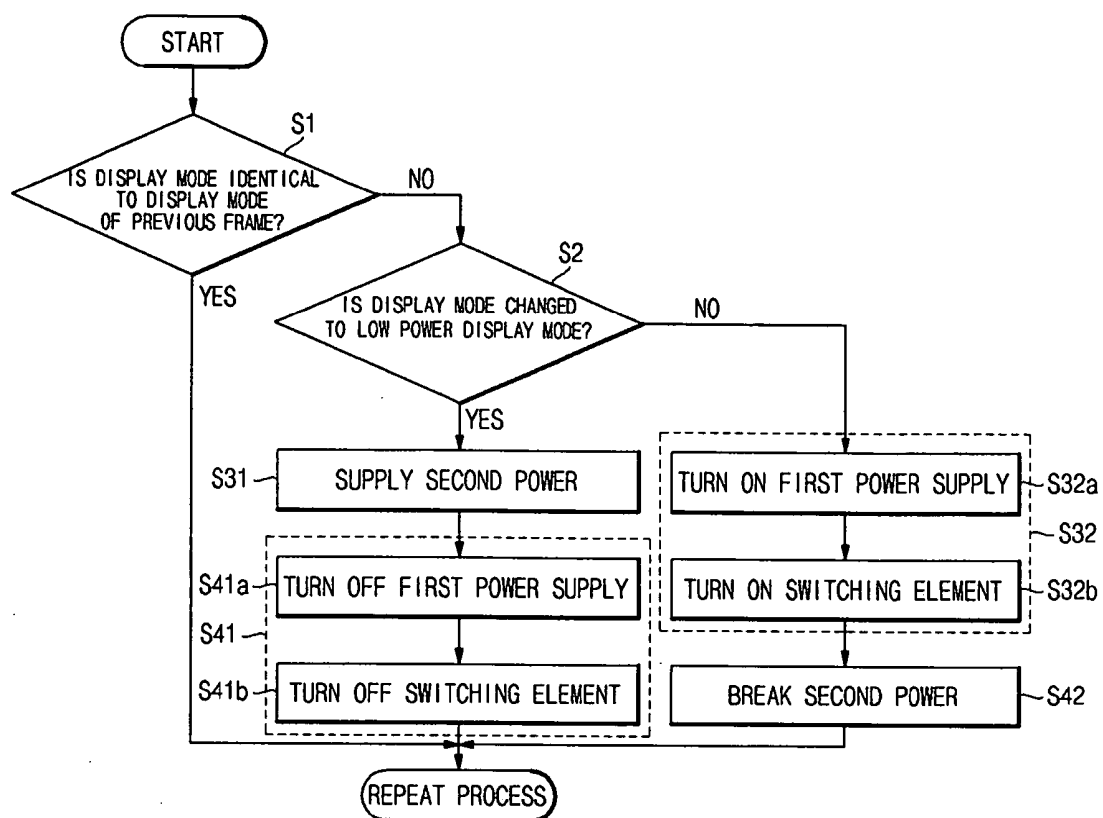 START
S1
IS DISPLAY MODE IDENTICAL
TO DISPLAY MODE
OF PREVIOUS FRAME?
NO
YES
S2
IS DISPLAY MODE CHANGED
TO LOW POWER DISPLAY MODE?
NO
YES
S31
SUPPLY SECOND POWER
TURN ON FIRST POWER SUPPLY
S32a
S32
S41a
TURN OFF FIRST POWER SUPPLY
TURN ON SWITCHING ELEMENT
S32b
S41
S41b
TURN OFF SWITCHING ELEMENT
BREAK SECOND POWER
S42
REPEAT PROCESS